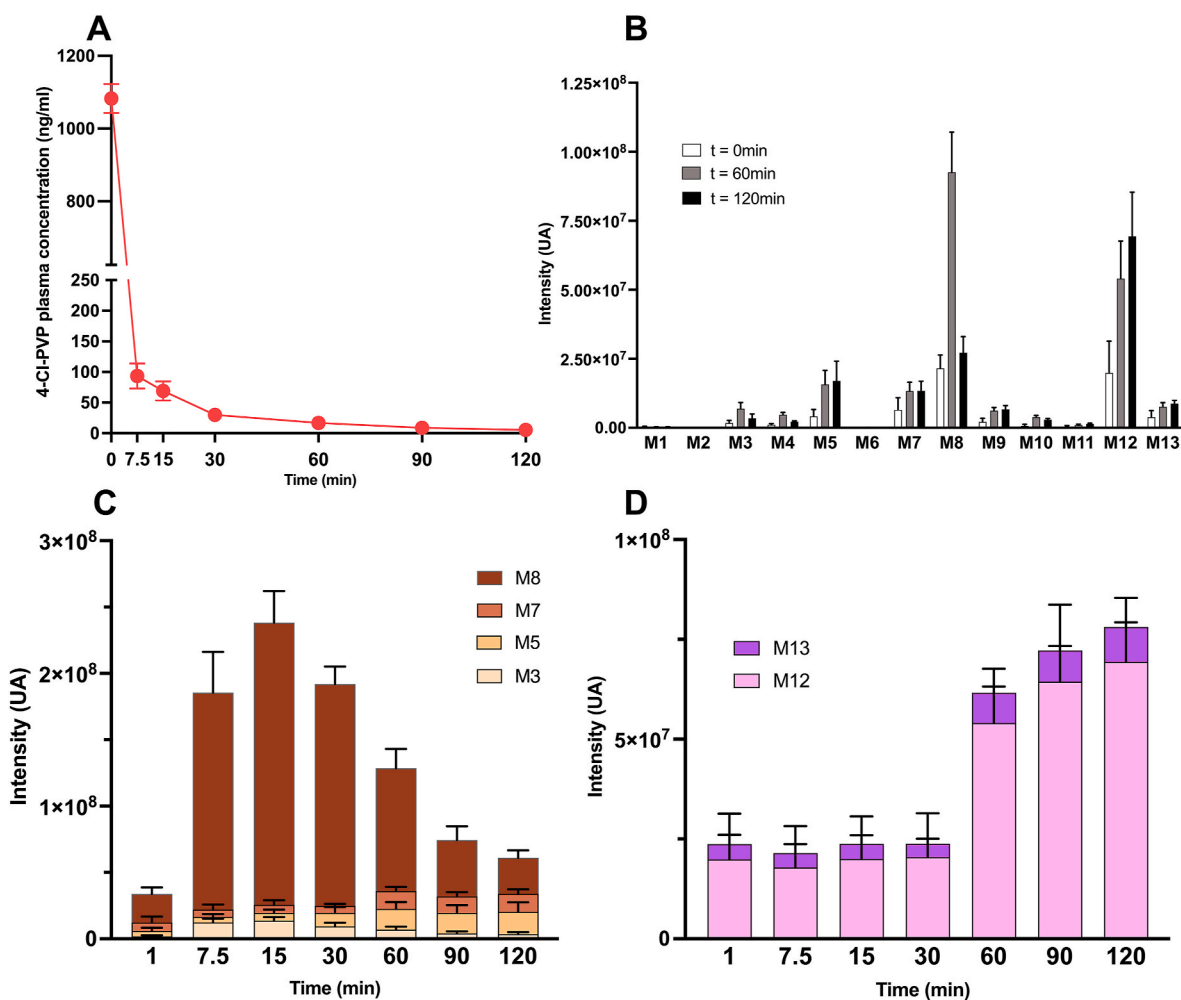 A
4-Cl-PVP plasma concentration (ng/ml)
1200
1000
800
250
200
150
100
50
0
0 7.5 15 30 60 90 120
Time (min)
B
Intensity (UA)
1.25×10⁸
1.00×10⁸
7.50×10⁷
5.00×10⁷
2.50×10⁷
0.00
t = 0min
t = 60min
t = 120min
M1 M2 M3 M4 M5 M6 M7 M8 M9 M10 M11 M12 M13
C
Intensity (UA)
3×10⁸
2×10⁸
1×10⁸
0
M8
M7
M5
M3
1 7.5 15 30 60 90 120
Time (min)
D
Intensity (UA)
1×10⁸
5×10⁷
0
M13
M12
1 7.5 15 30 60 90 120
Time (min)